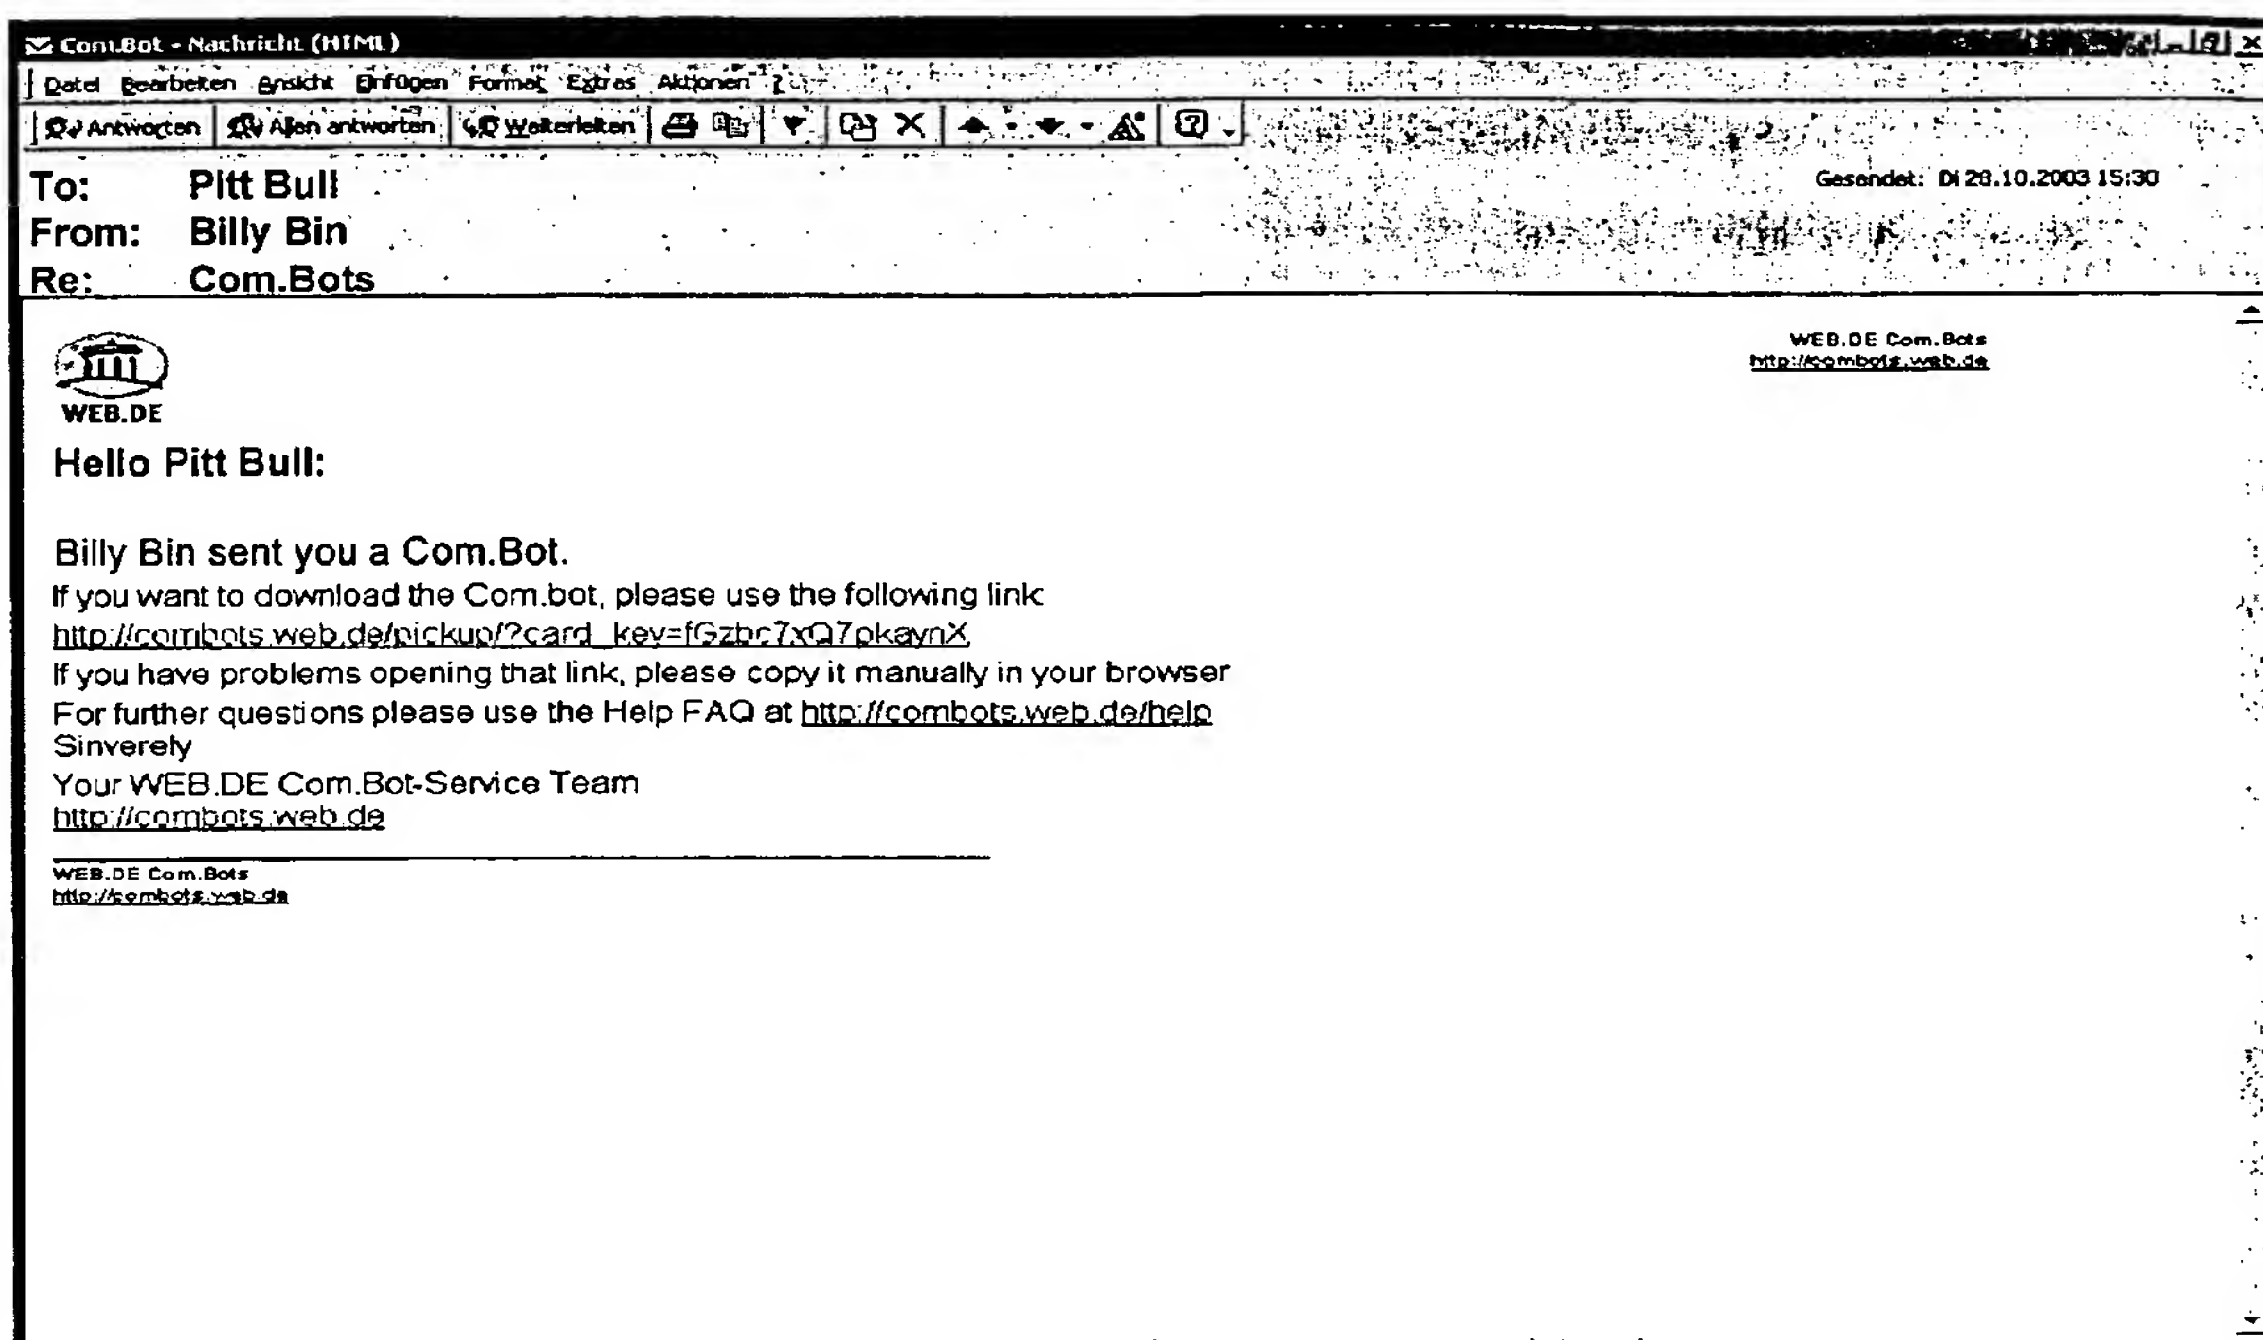 Com.Bot - Nachricht (HTML)
Datei Bearbeiten Ansicht Einfügen Format Extras Aktionen ?
Antworten Allen antworten Weiterleiten
To: Pitt Bull
Gesendet: Di 28.10.2003 15:30
From: Billy Bin
Re: Com.Bots
WEB.DE Com.Bots
http://combots.web.de
WEB.DE
Hello Pitt Bull:
Billy Bin sent you a Com.Bot.
If you want to download the Com.bot, please use the following link
http://combots.web.de/pickup/?card_key=fGzbc7xQ7pkaynX
If you have problems opening that link, please copy it manually in your browser
For further questions please use the Help FAQ at http://combots.web.de/help
Sinverely
Your WEB.DE Com.Bot-Service Team
http://combots.web.de
WEB.DE Com.Bots
http://combots.web.de